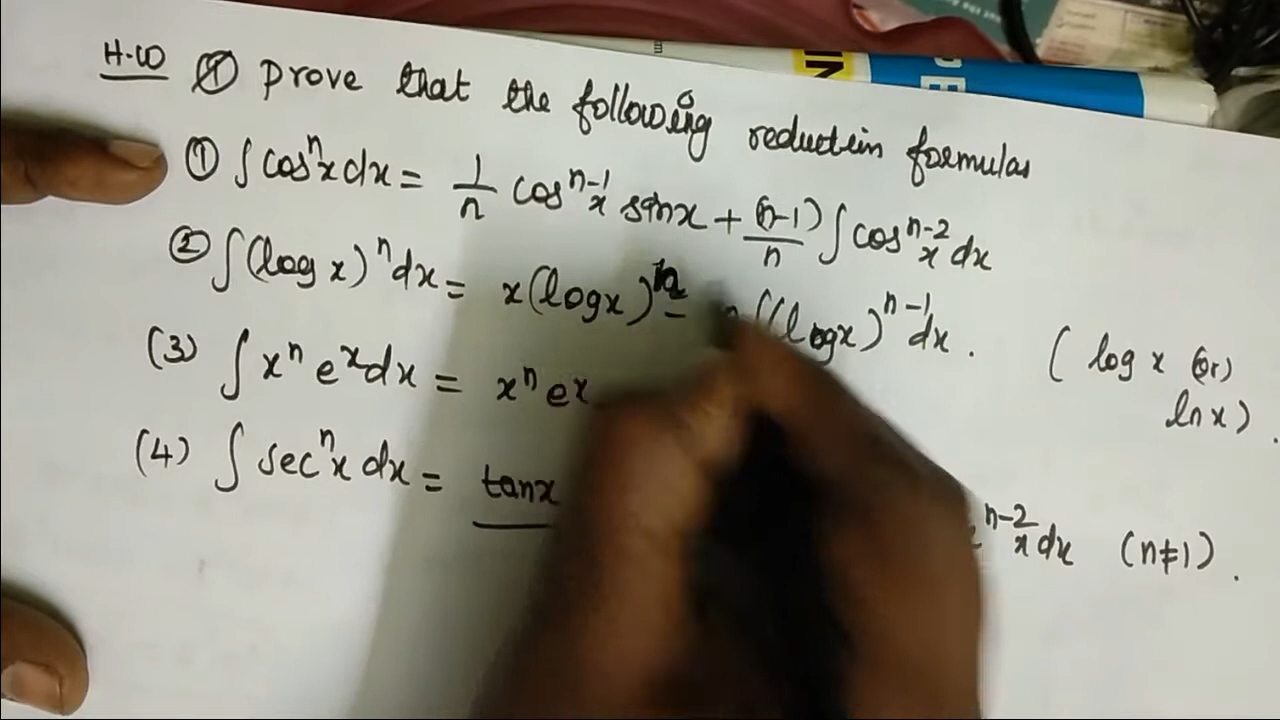 H.W ① Prove that the following reduction formulas
① ∫ cosⁿx dx = 1/n cosⁿ⁻¹x sinx + (n-1)/n ∫ cosⁿ⁻²x dx
② ∫ (log x)ⁿ dx = x(logx)ⁿ - ∫(logx)ⁿ⁻¹ dx. ( log x (or) ln x).
(3) ∫ xⁿ eˣ dx = xⁿ eˣ
(4) ∫ secⁿx dx = tanx ⁿ⁻²x dx (n≠1).
IN